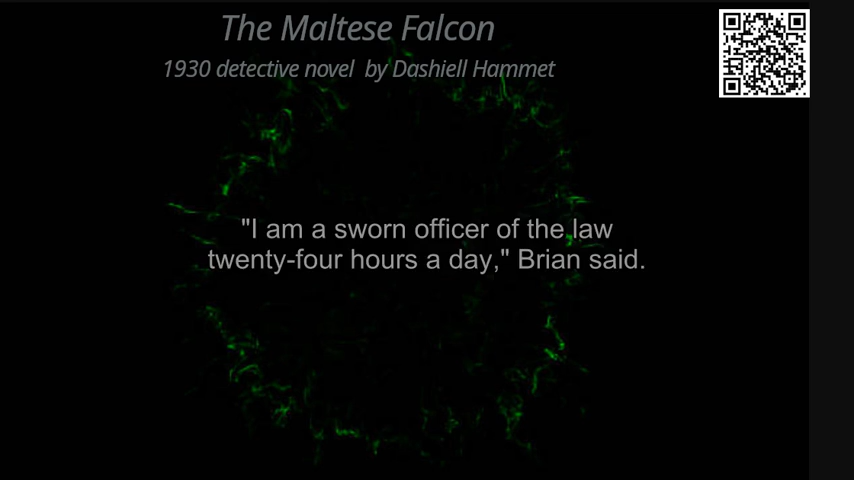 The Maltese Falcon
1930 detective novel  by Dashiell Hammet
"I am a sworn officer of the law
twenty-four hours a day," Brian said.